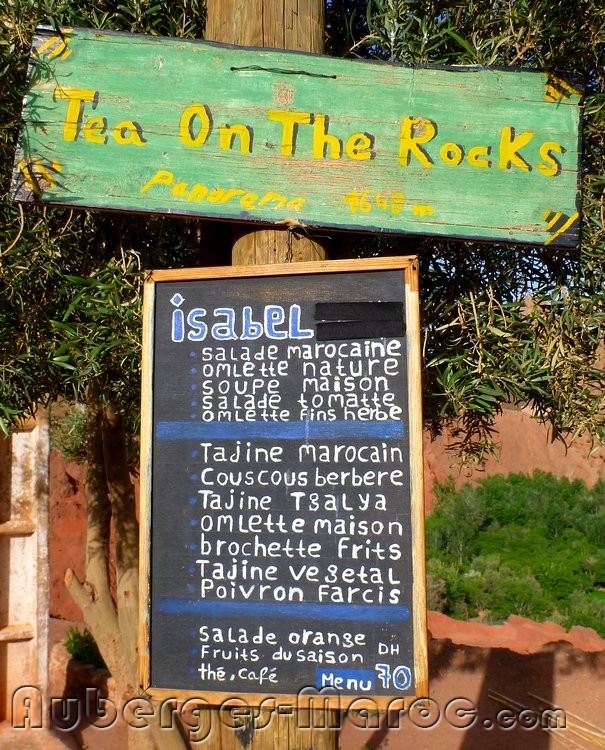 Tea On The Rocks
Panorama 1648 m
isabel
salade marocaine
omlette nature
soupe maison
salade tomatte
omlette fins herbe
Tajine marocain
Couscous berbere
Tajine Tgalya
omlette maison
brochette frits
Tajine vegetal
Poivron farcis
Salade orange
Fruits du saison DH
thé, café Menu 70
Auberges-Maroc.com